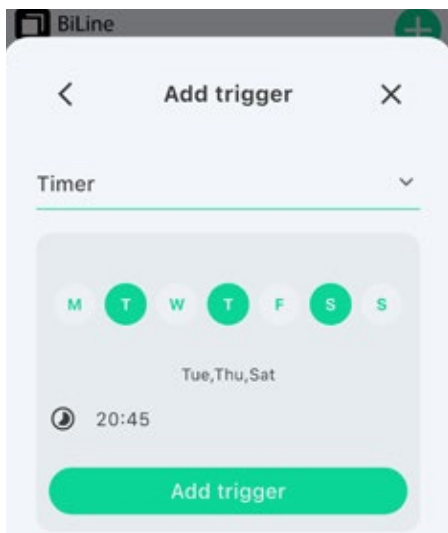 BiLine
Add trigger
Timer
M T W T F S S
Tue,Thu,Sat
20:45
Add trigger